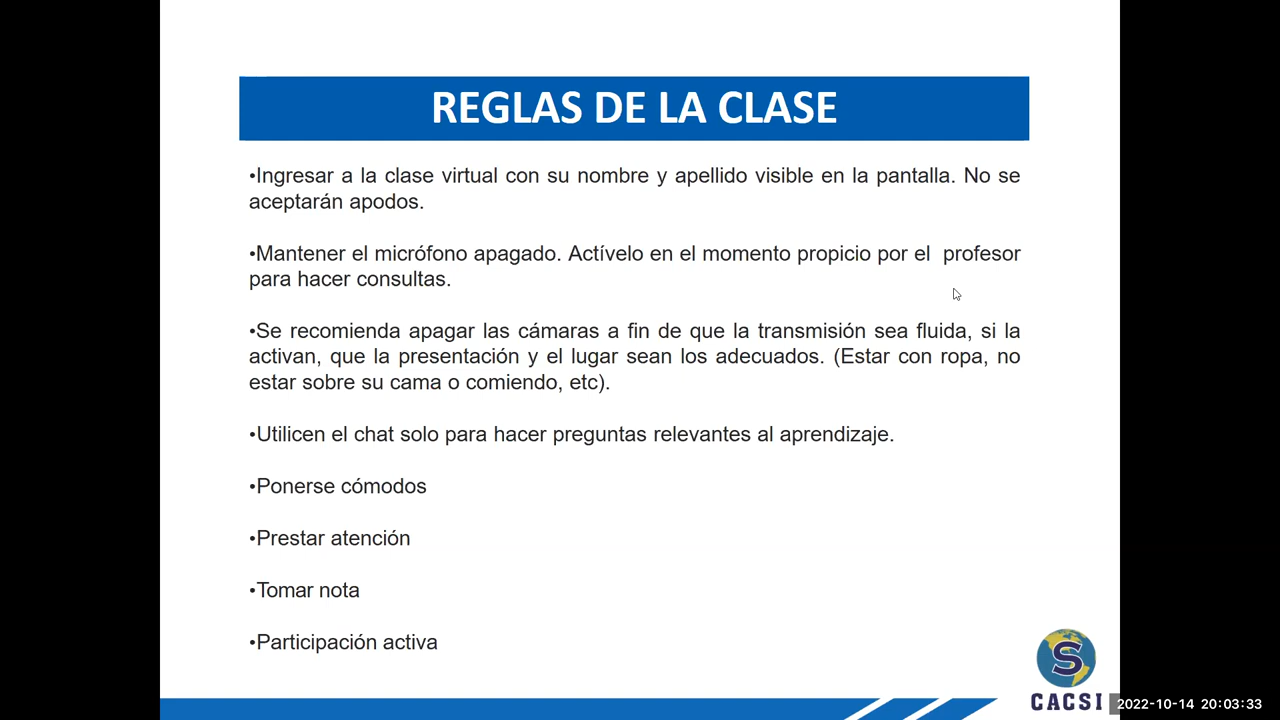 REGLAS DE LA CLASE
•Ingresar a la clase virtual con su nombre y apellido visible en la pantalla. No se
aceptarán apodos.
•Mantener el micrófono apagado. Actívelo en el momento propicio por el  profesor
para hacer consultas.
•Se recomienda apagar las cámaras a fin de que la transmisión sea fluida, si la
activan, que la presentación y el lugar sean los adecuados. (Estar con ropa, no
estar sobre su cama o comiendo, etc).
•Utilicen el chat solo para hacer preguntas relevantes al aprendizaje.
•Ponerse cómodos
•Prestar atención
•Tomar nota
•Participación activa
S
CACSI
2022-10-14 20:03:33